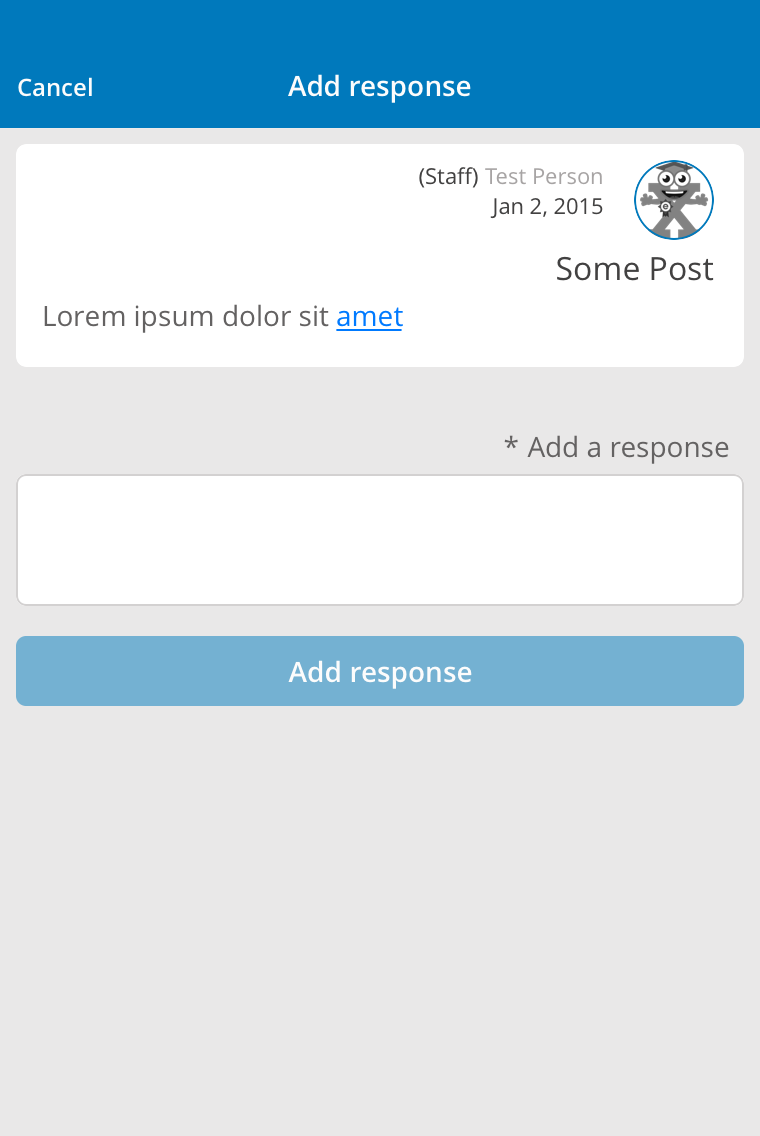 Cancel
Add response
(Staff) Test Person
Jan 2, 2015
Some Post
Lorem ipsum dolor sit amet
* Add a response
Add response